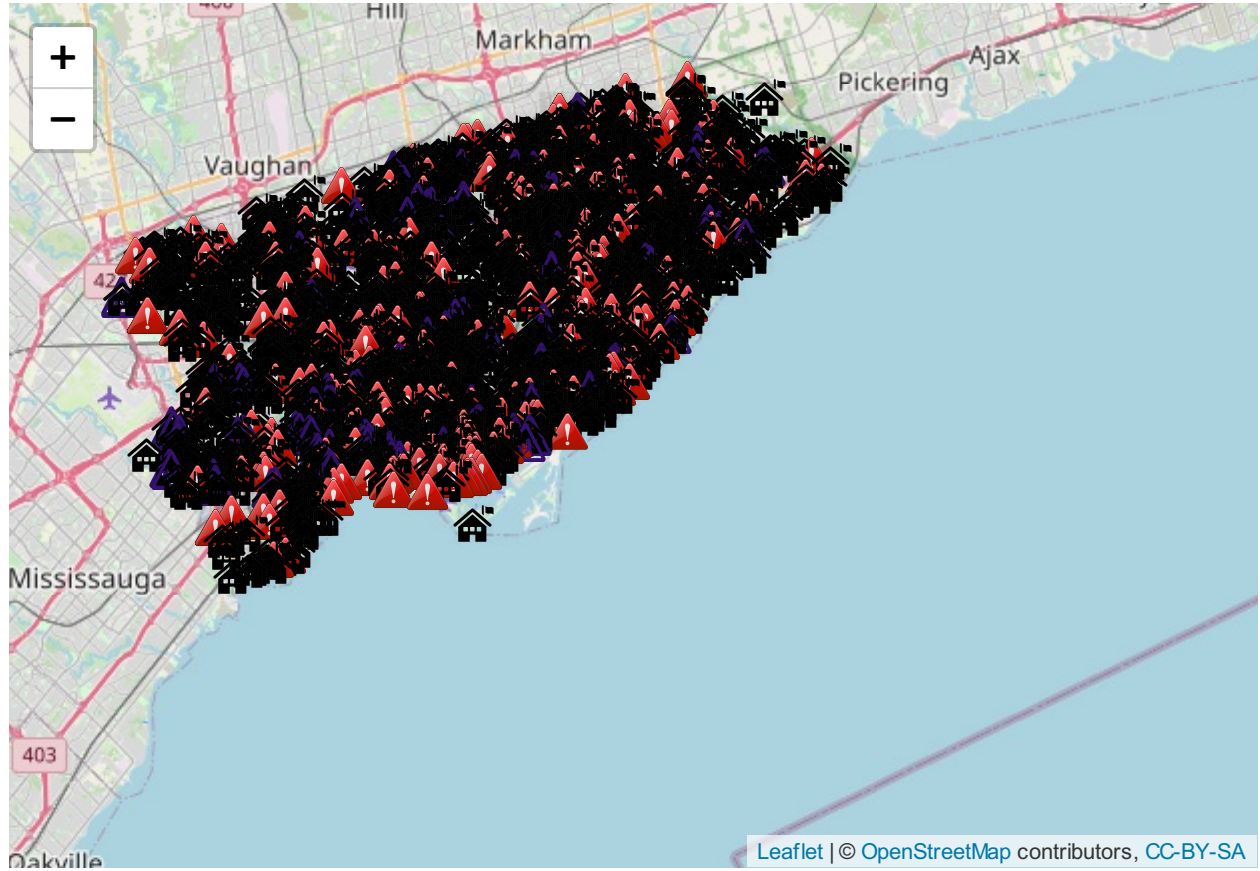 Hill
Markham
Ajax
Pickering
+
−
Vaughan
Mississauga
403
Oakville
Leaflet | © OpenStreetMap contributors, CC-BY-SA